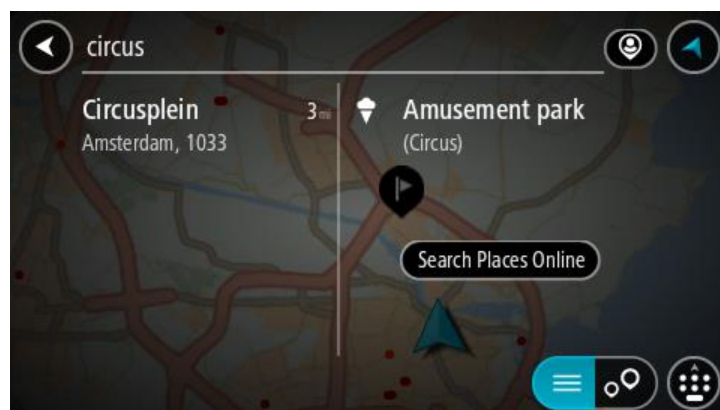 circus
Circusplein
3 mi
Amsterdam, 1033
Amusement park
(Circus)
Search Places Online